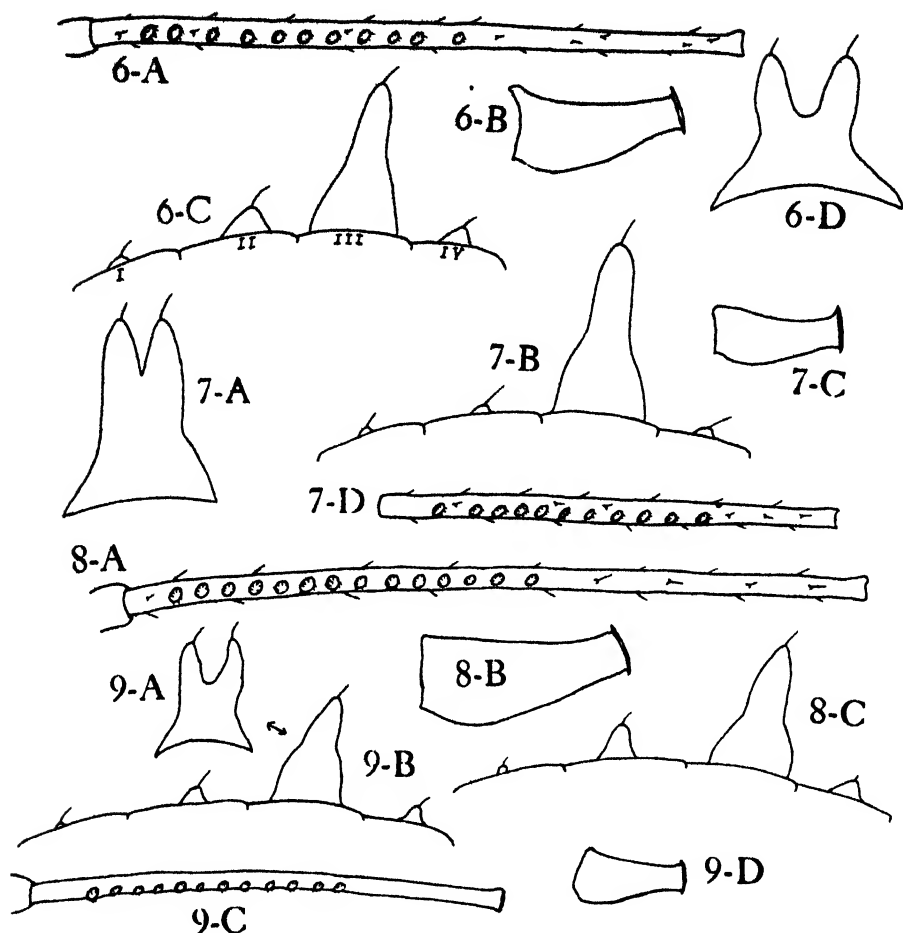 6-A
6-B
6-C
6-D
I II III IV
7-A
7-B
7-C
7-D
8-A
8-B
8-C
9-A
9-B
9-C
9-D